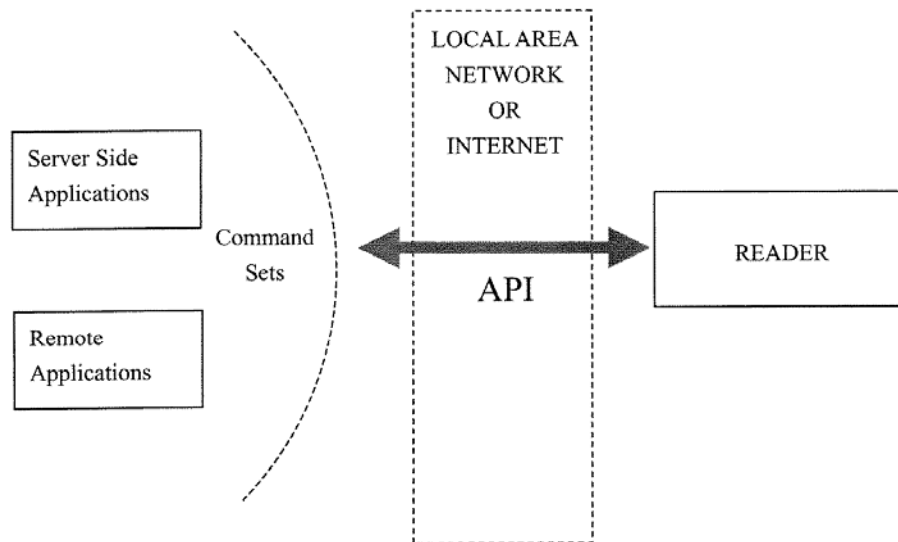 LOCAL AREA
NETWORK
OR
INTERNET
Server Side
Applications
Command
Sets
API
READER
Remote
Applications